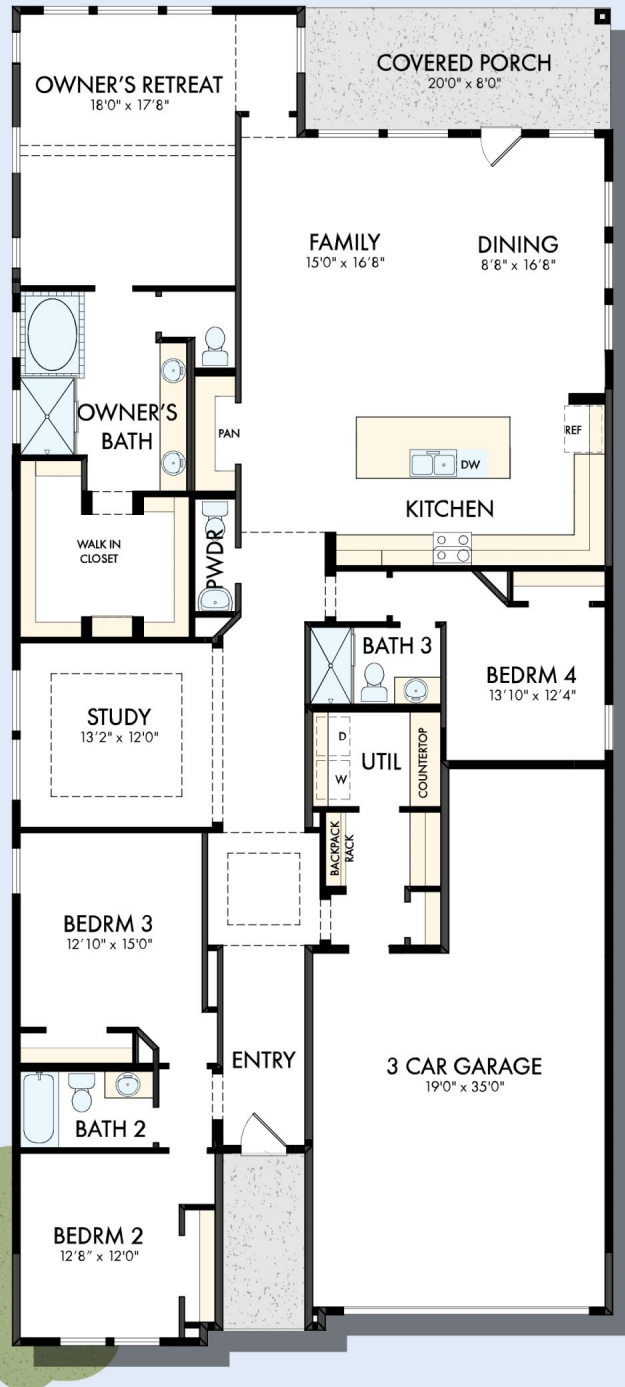 OWNER'S RETREAT
18'0" x 17'8"
COVERED PORCH
20'0" x 8'0"
FAMILY
15'0" x 16'8"
DINING
8'8" x 16'8"
OWNER'S
BATH
PAN
REF
DW
KITCHEN
WALK IN
CLOSET
PWDR
BATH 3
BEDRM 4
13'10" x 12'4"
STUDY
13'2" x 12'0"
D
W
UTIL
COUNTERTOP
BACKPACK
RACK
BEDRM 3
12'10" x 15'0"
ENTRY
3 CAR GARAGE
19'0" x 35'0"
BATH 2
BEDRM 2
12'8" x 12'0"